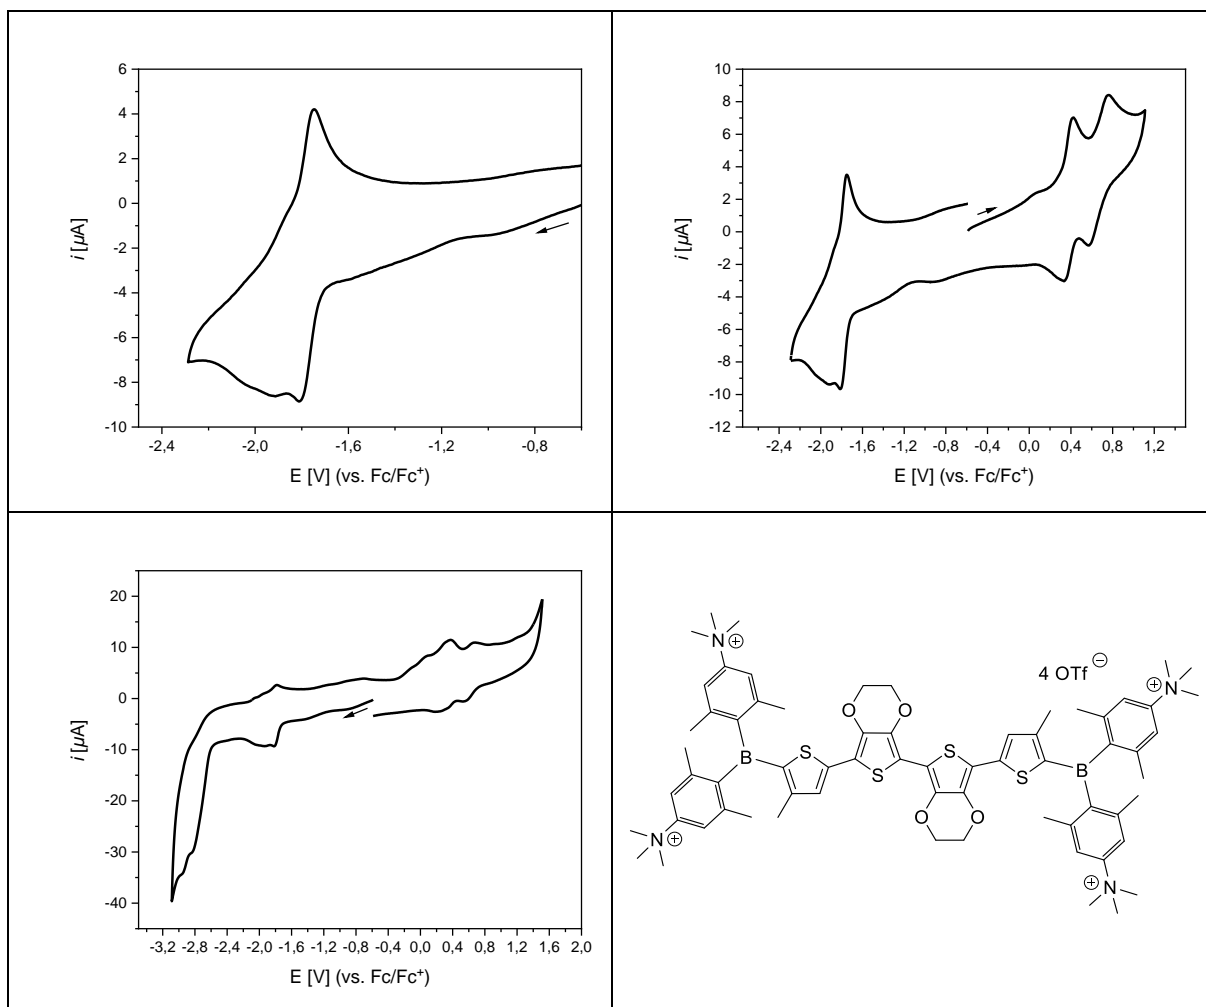 6
4
2
0
-2
-4
-6
-8
-10
i [µA]
-2,4 -2,0 -1,6 -1,2 -0,8
E [V] (vs. Fc/Fc⁺)
10
8
6
4
2
0
-2
-4
-6
-8
-10
-12
i [µA]
-2,4 -2,0 -1,6 -1,2 -0,8 -0,4 0,0 0,4 0,8 1,2
E [V] (vs. Fc/Fc⁺)
20
10
0
-10
-20
-30
-40
i [µA]
-3,2 -2,8 -2,4 -2,0 -1,6 -1,2 -0,8 -0,4 0,0 0,4 0,8 1,2 1,6 2,0
E [V] (vs. Fc/Fc⁺)
N ⊕
4 OTf ⊖
⊕ N
O O
B S S B
S S
O O
N ⊕
⊕ N